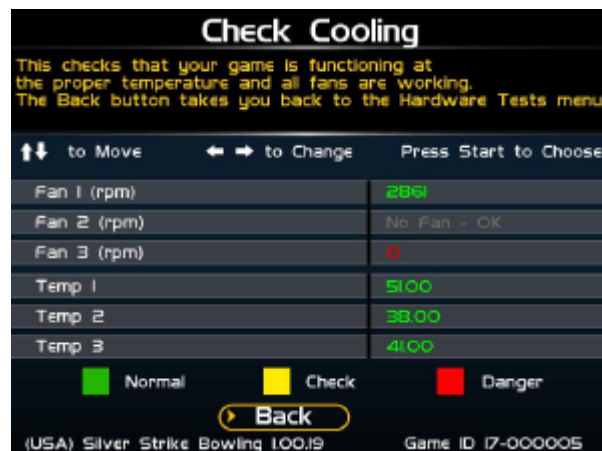 Check Cooling
This checks that your game is functioning at
the proper temperature and all fans are working.
The Back button takes you back to the Hardware Tests menu
to Move to Change Press Start to Choose
Fan 1 (rpm) 2861
Fan 2 (rpm) No Fan - OK
Fan 3 (rpm) 0
Temp 1 51.00
Temp 2 38.00
Temp 3 41.00
Normal Check Danger
Back
(USA) Silver Strike Bowling 1.00.19 Game ID 17-000005